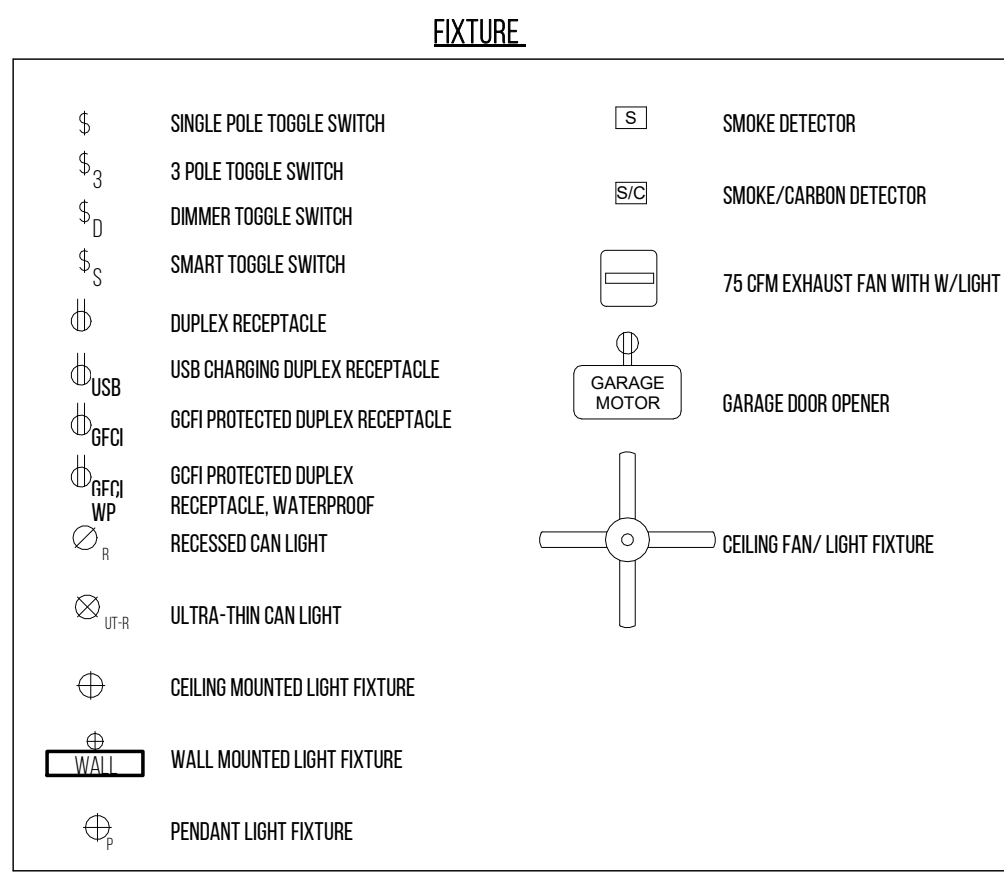 FIXTURE
$ SINGLE POLE TOGGLE SWITCH
$3 3 POLE TOGGLE SWITCH
$D DIMMER TOGGLE SWITCH
$S SMART TOGGLE SWITCH
DUPLEX RECEPTACLE
USB USB CHARGING DUPLEX RECEPTACLE
GFCI GCFI PROTECTED DUPLEX RECEPTACLE
GFCI GCFI PROTECTED DUPLEX
WP RECEPTACLE, WATERPROOF
R RECESSED CAN LIGHT
UT-R ULTRA-THIN CAN LIGHT
CEILING MOUNTED LIGHT FIXTURE
WALL WALL MOUNTED LIGHT FIXTURE
P PENDANT LIGHT FIXTURE
S SMOKE DETECTOR
S/C SMOKE/CARBON DETECTOR
75 CFM EXHAUST FAN WITH W/LIGHT
GARAGE
MOTOR
GARAGE DOOR OPENER
CEILING FAN/ LIGHT FIXTURE